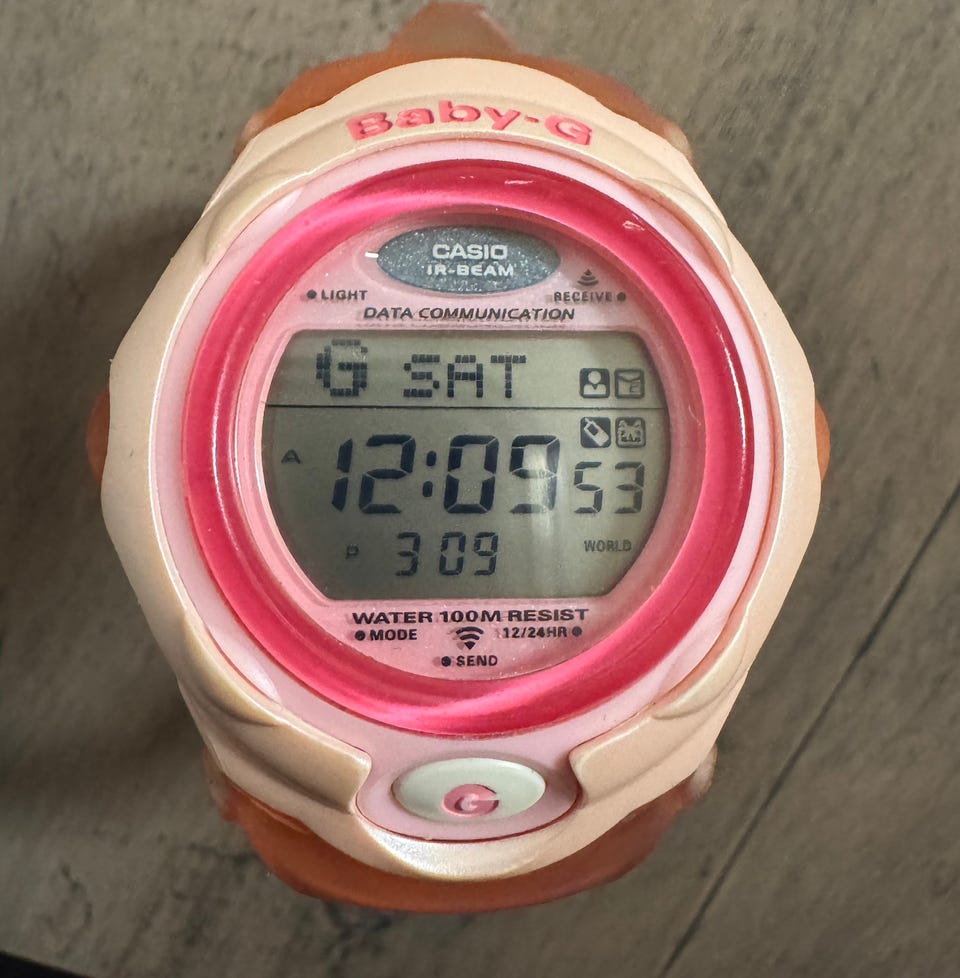 Baby-G
CASIO
IR-BEAM
LIGHT RECEIVE
DATA COMMUNICATION
G SAT
E
A 12:09 53
P 3 09 WORLD
WATER 100M RESIST
MODE 12/24HR
SEND
G